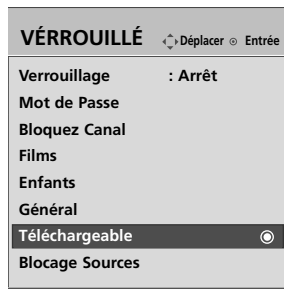 VÉRROUILLÉ Déplacer Entrée
Verrouillage : Arrêt
Mot de Passe
Bloquez Canal
Films
Enfants
Général
Téléchargeable
Blocage Sources